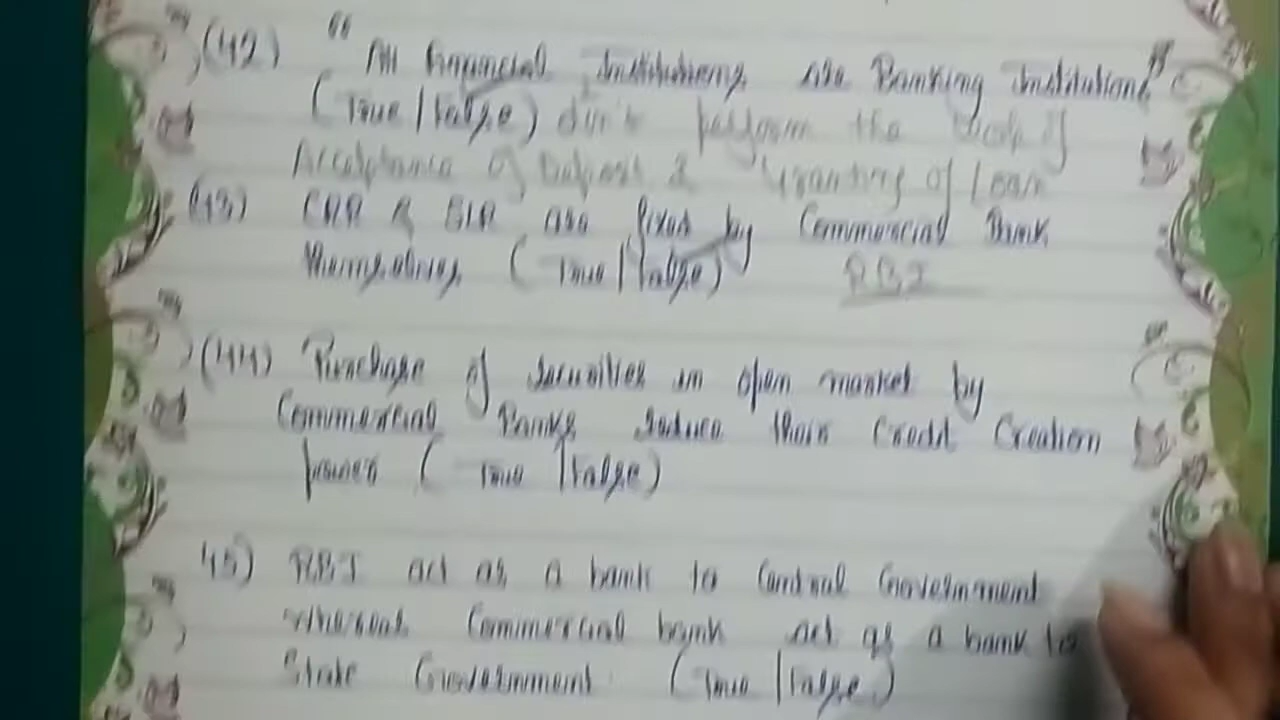 (42) " All Financial Institutions are Banking Institutions"
(True / False) don't perform the work of
Acceptance of Deposit & Granting of Loan
(43) CRR & SLR are fixed by Commercial Bank
themselves (True / False) RBI
(44) Purchase of Securities in open market by
Commercial Banks reduce their Credit Creation
power ( True / False)
45) RBI act as a bank to Central Government
whereas Commercial bank act as a bank to
State Government (True / False)